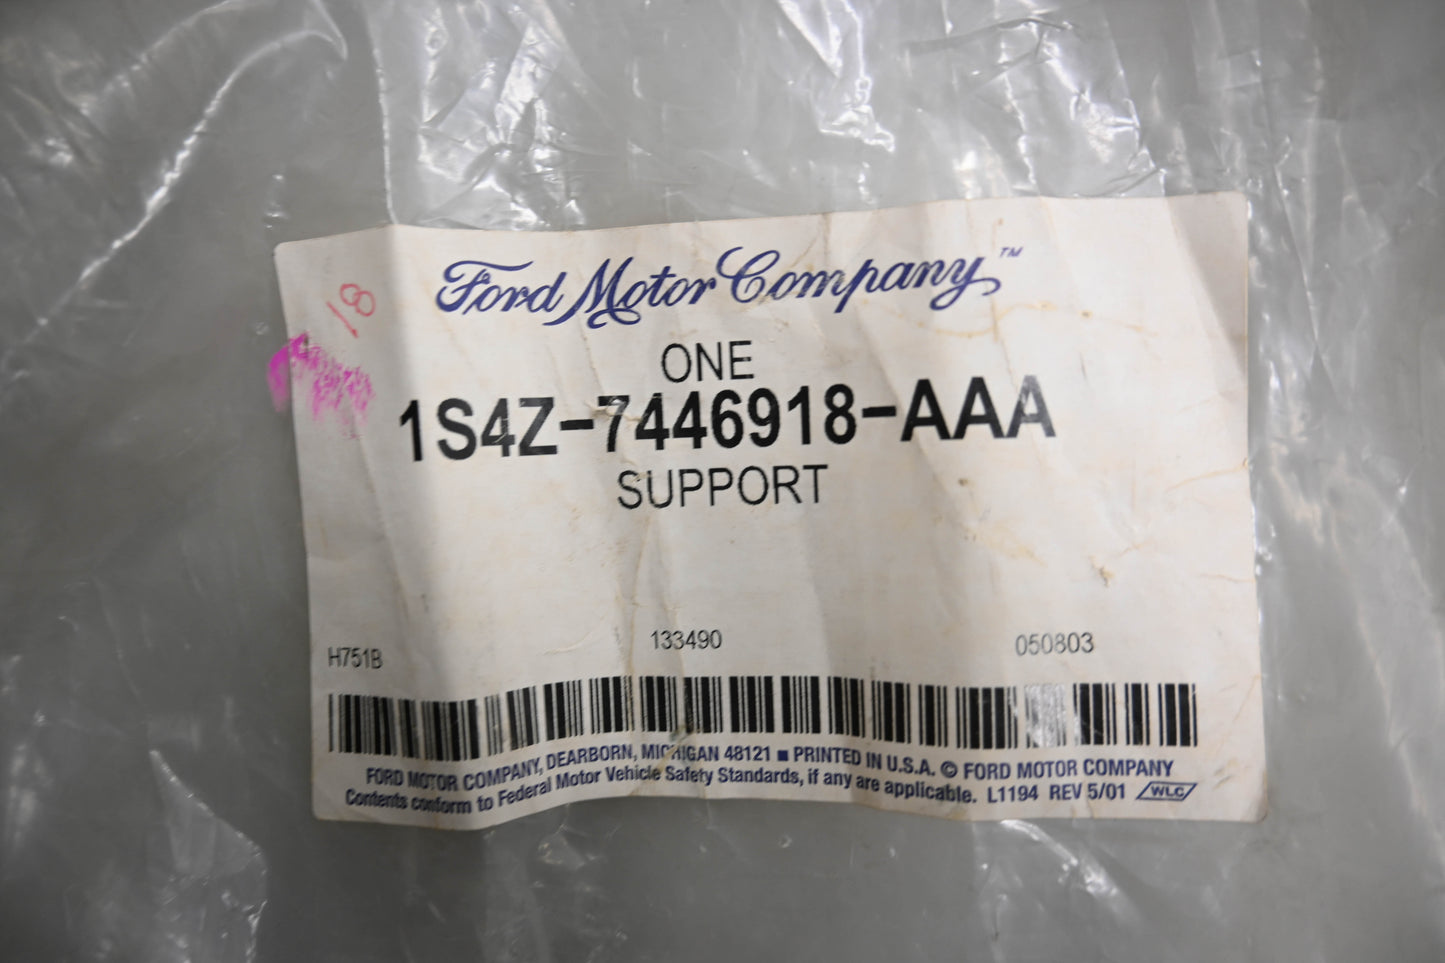 Ford Motor Company™
18
ONE
1S4Z-7446918-AAA
SUPPORT
H751B 133490 050803
FORD MOTOR COMPANY, DEARBORN, MICHIGAN 48121 ■ PRINTED IN U.S.A. © FORD MOTOR COMPANY
Contents conform to Federal Motor Vehicle Safety Standards, if any are applicable. L1194 REV 5/01 WLC